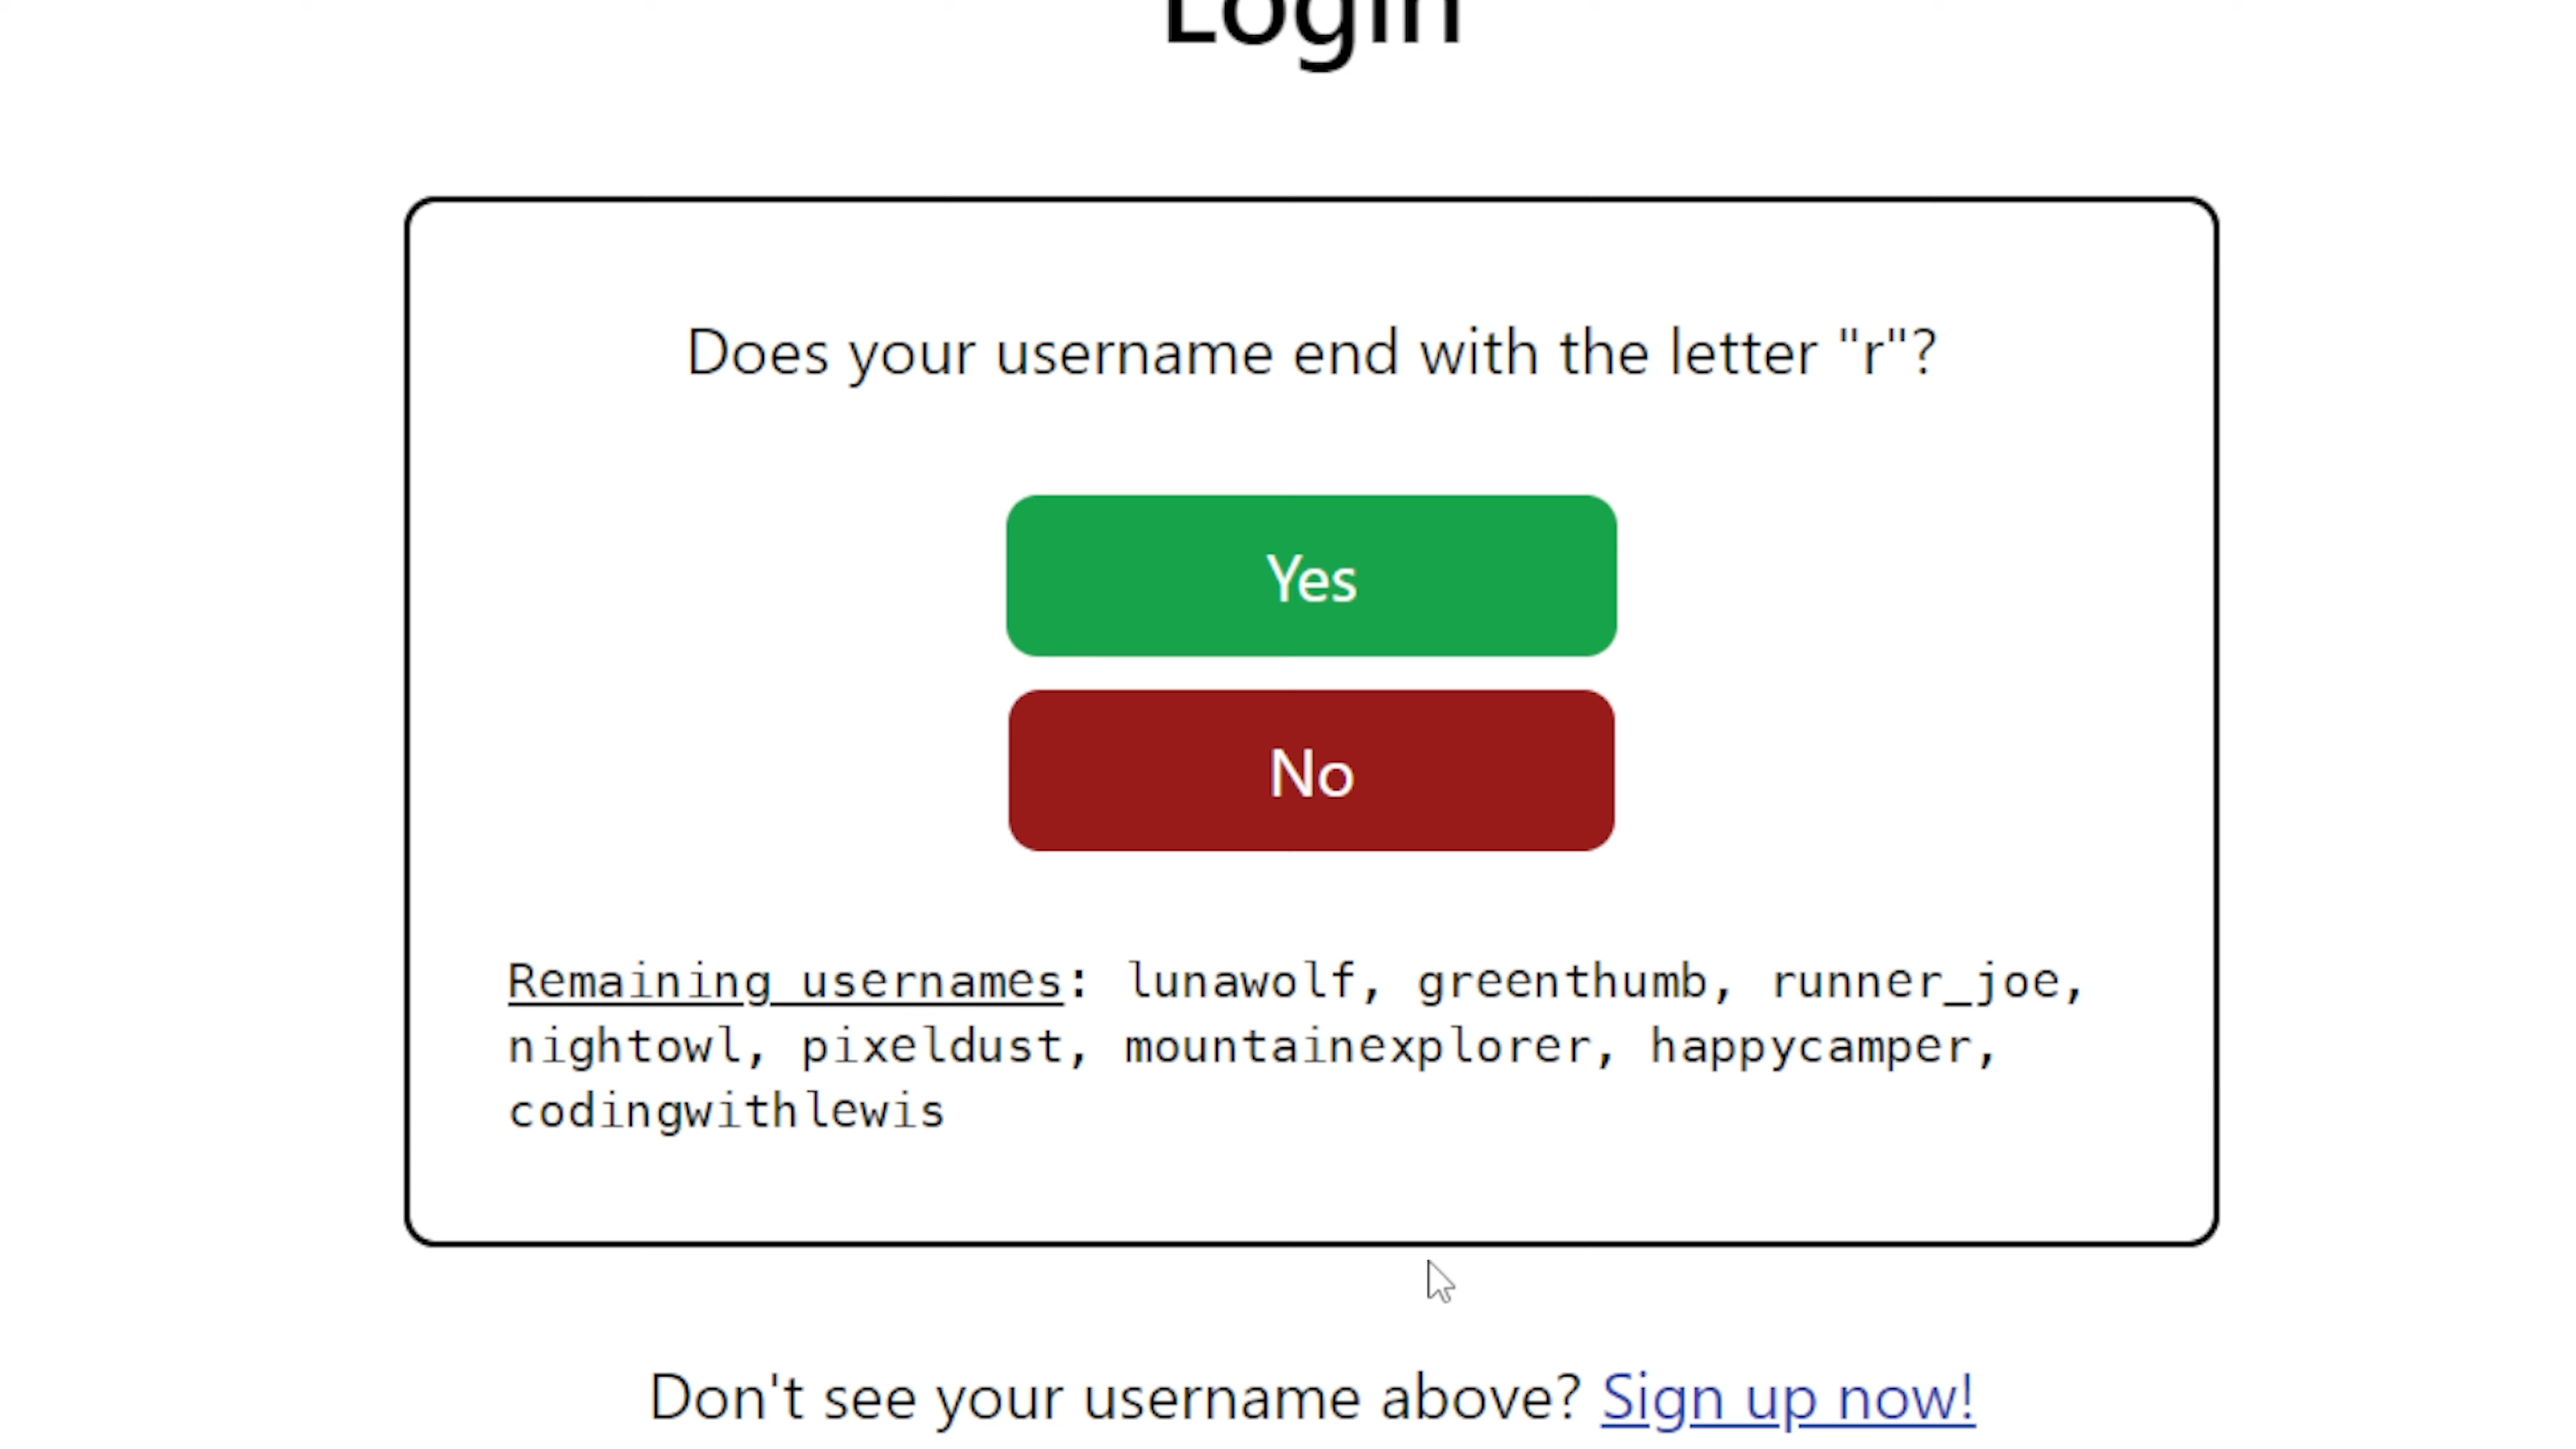 Login
Does your username end with the letter "r"?
Yes
No
Remaining usernames: lunawolf, greenthumb, runner_joe,
nightowl, pixeldust, mountainexplorer, happycamper,
codingwithlewis
Don't see your username above? Sign up now!